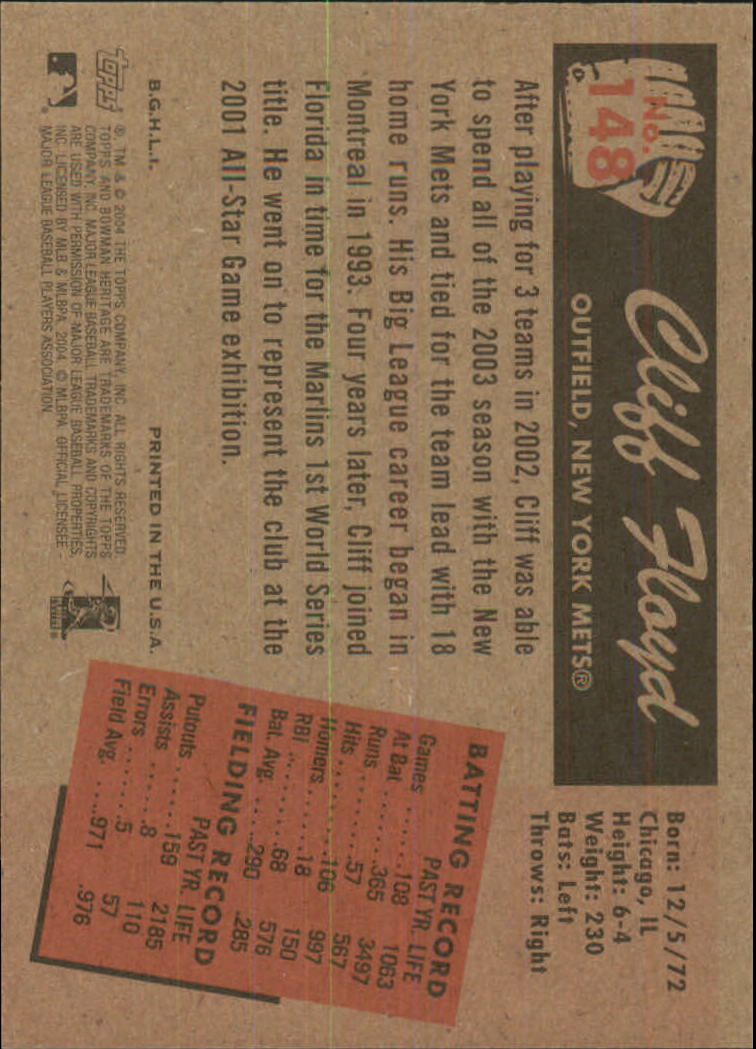 No.
148
Cliff Floyd
OUTFIELD, NEW YORK METS®
Born: 12/5/72
Chicago, IL
Height: 6-4
Weight: 230
Bats: Left
Throws: Right
After playing for 3 teams in 2002, Cliff was able
to spend all of the 2003 season with the New
York Mets and tied for the team lead with 18
home runs. His Big League career began in
Montreal in 1993. Four years later, Cliff joined
Florida in time for the Marlins 1st World Series
title. He went on to represent the club at the
2001 All-Star Game exhibition.
BATTING RECORD
PAST YR. LIFE
Games ......108 1063
At Bat .....365 3497
Runs .......57 567
Hits .......106 997
Homers.......18 150
RBI ........68 576
Bat. Avg. ....290 .285
FIELDING RECORD
PAST YR. LIFE
Putouts .....159 2185
Assists ......8 110
Errors ......5 57
Field Avg. ....971 .976
B.G.H.L.I. PRINTED IN THE U.S.A.
Topps
® TM & © 2004 THE TOPPS COMPANY, INC. ALL RIGHTS RESERVED.
TOPPS AND BOWMAN HERITAGE ARE TRADEMARKS OF THE TOPPS
COMPANY, INC. MAJOR LEAGUE BASEBALL TRADEMARKS AND COPYRIGHTS
ARE USED WITH PERMISSION OF MAJOR LEAGUE BASEBALL PROPERTIES,
INC. LICENSED BY MLB & MLBPA 2004. © MLBPA OFFICIAL LICENSEE -
MAJOR LEAGUE BASEBALL PLAYERS ASSOCIATION.